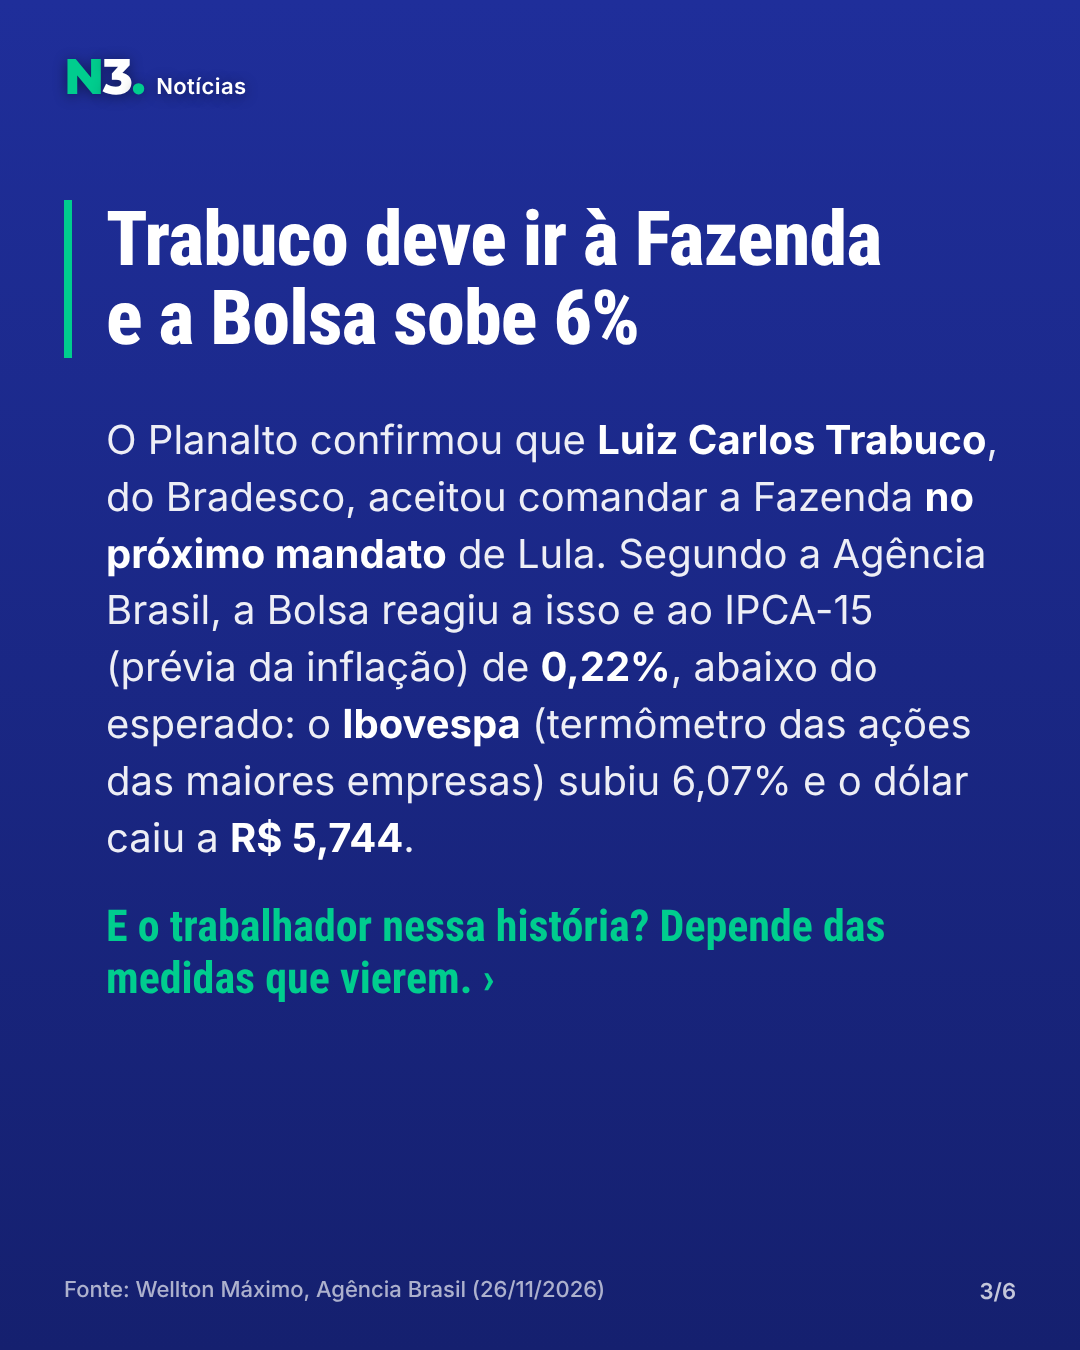 N3. Notícias
Trabuco deve ir à Fazenda
e a Bolsa sobe 6%
O Planalto confirmou que Luiz Carlos Trabuco,
do Bradesco, aceitou comandar a Fazenda no
próximo mandato de Lula. Segundo a Agência
Brasil, a Bolsa reagiu a isso e ao IPCA-15
(prévia da inflação) de 0,22%, abaixo do
esperado: o Ibovespa (termômetro das ações
das maiores empresas) subiu 6,07% e o dólar
caiu a R$ 5,744.
E o trabalhador nessa história? Depende das
medidas que vierem. ›
Fonte: Wellton Máximo, Agência Brasil (26/11/2026)
3/6